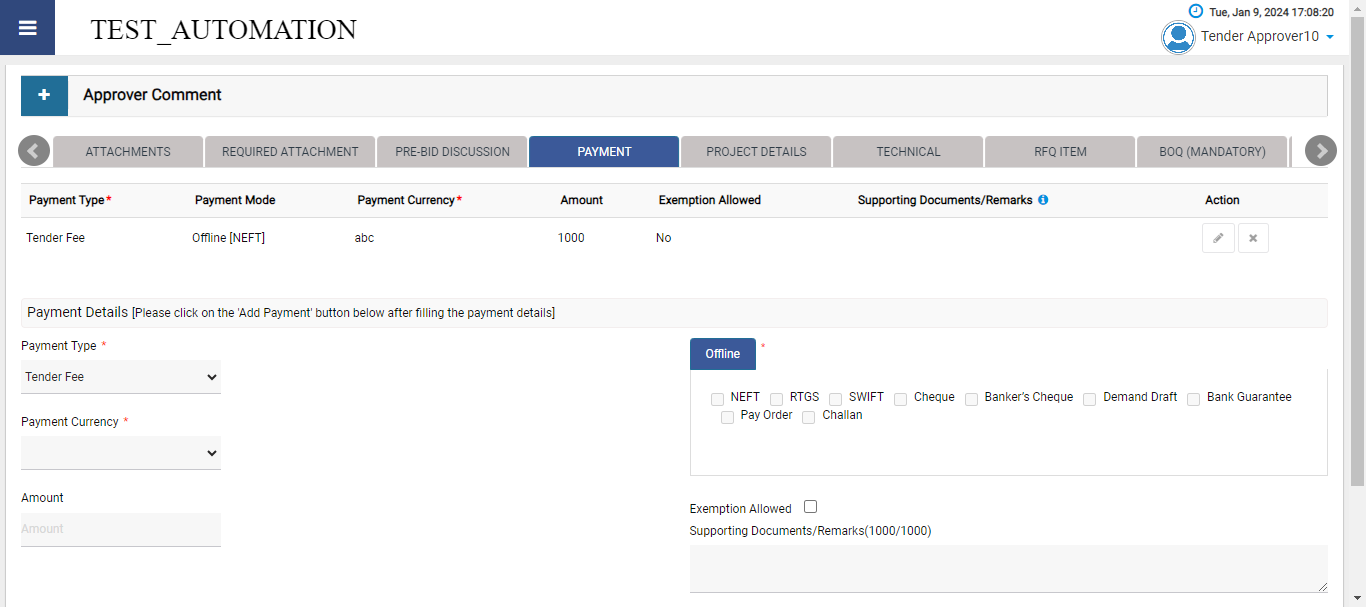 Tue, Jan 9, 2024 17:08:20
TEST_AUTOMATION
Tender Approver10
+ Approver Comment
ATTACHMENTS REQUIRED ATTACHMENT PRE-BID DISCUSSION PAYMENT PROJECT DETAILS TECHNICAL RFQ ITEM BOQ (MANDATORY)
Payment Type* Payment Mode Payment Currency* Amount Exemption Allowed Supporting Documents/Remarks Action
Tender Fee Offline [NEFT] abc 1000 No
Payment Details [Please click on the 'Add Payment' button below after filling the payment details]
Payment Type *
Tender Fee
Payment Currency *
Amount
Amount
Offline *
NEFT RTGS SWIFT Cheque Banker's Cheque Demand Draft Bank Guarantee
Pay Order Challan
Exemption Allowed
Supporting Documents/Remarks(1000/1000)